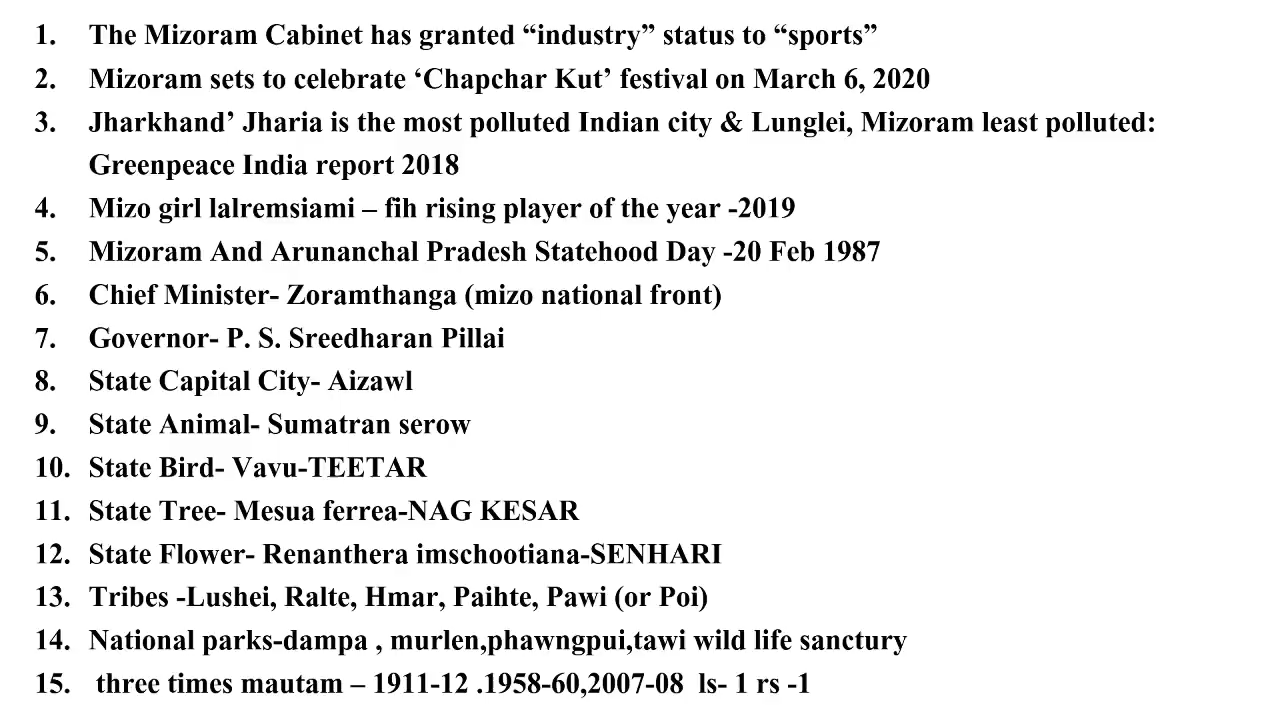 1. The Mizoram Cabinet has granted “industry” status to “sports”
2. Mizoram sets to celebrate ‘Chapchar Kut’ festival on March 6, 2020
3. Jharkhand’ Jharia is the most polluted Indian city & Lunglei, Mizoram least polluted:
Greenpeace India report 2018
4. Mizo girl lalremsiami – fih rising player of the year -2019
5. Mizoram And Arunanchal Pradesh Statehood Day -20 Feb 1987
6. Chief Minister- Zoramthanga (mizo national front)
7. Governor- P. S. Sreedharan Pillai
8. State Capital City- Aizawl
9. State Animal- Sumatran serow
10. State Bird- Vavu-TEETAR
11. State Tree- Mesua ferrea-NAG KESAR
12. State Flower- Renanthera imschootiana-SENHARI
13. Tribes -Lushei, Ralte, Hmar, Paihte, Pawi (or Poi)
14. National parks-dampa , murlen,phawngpui,tawi wild life sanctury
15. three times mautam – 1911-12 .1958-60,2007-08 ls- 1 rs -1